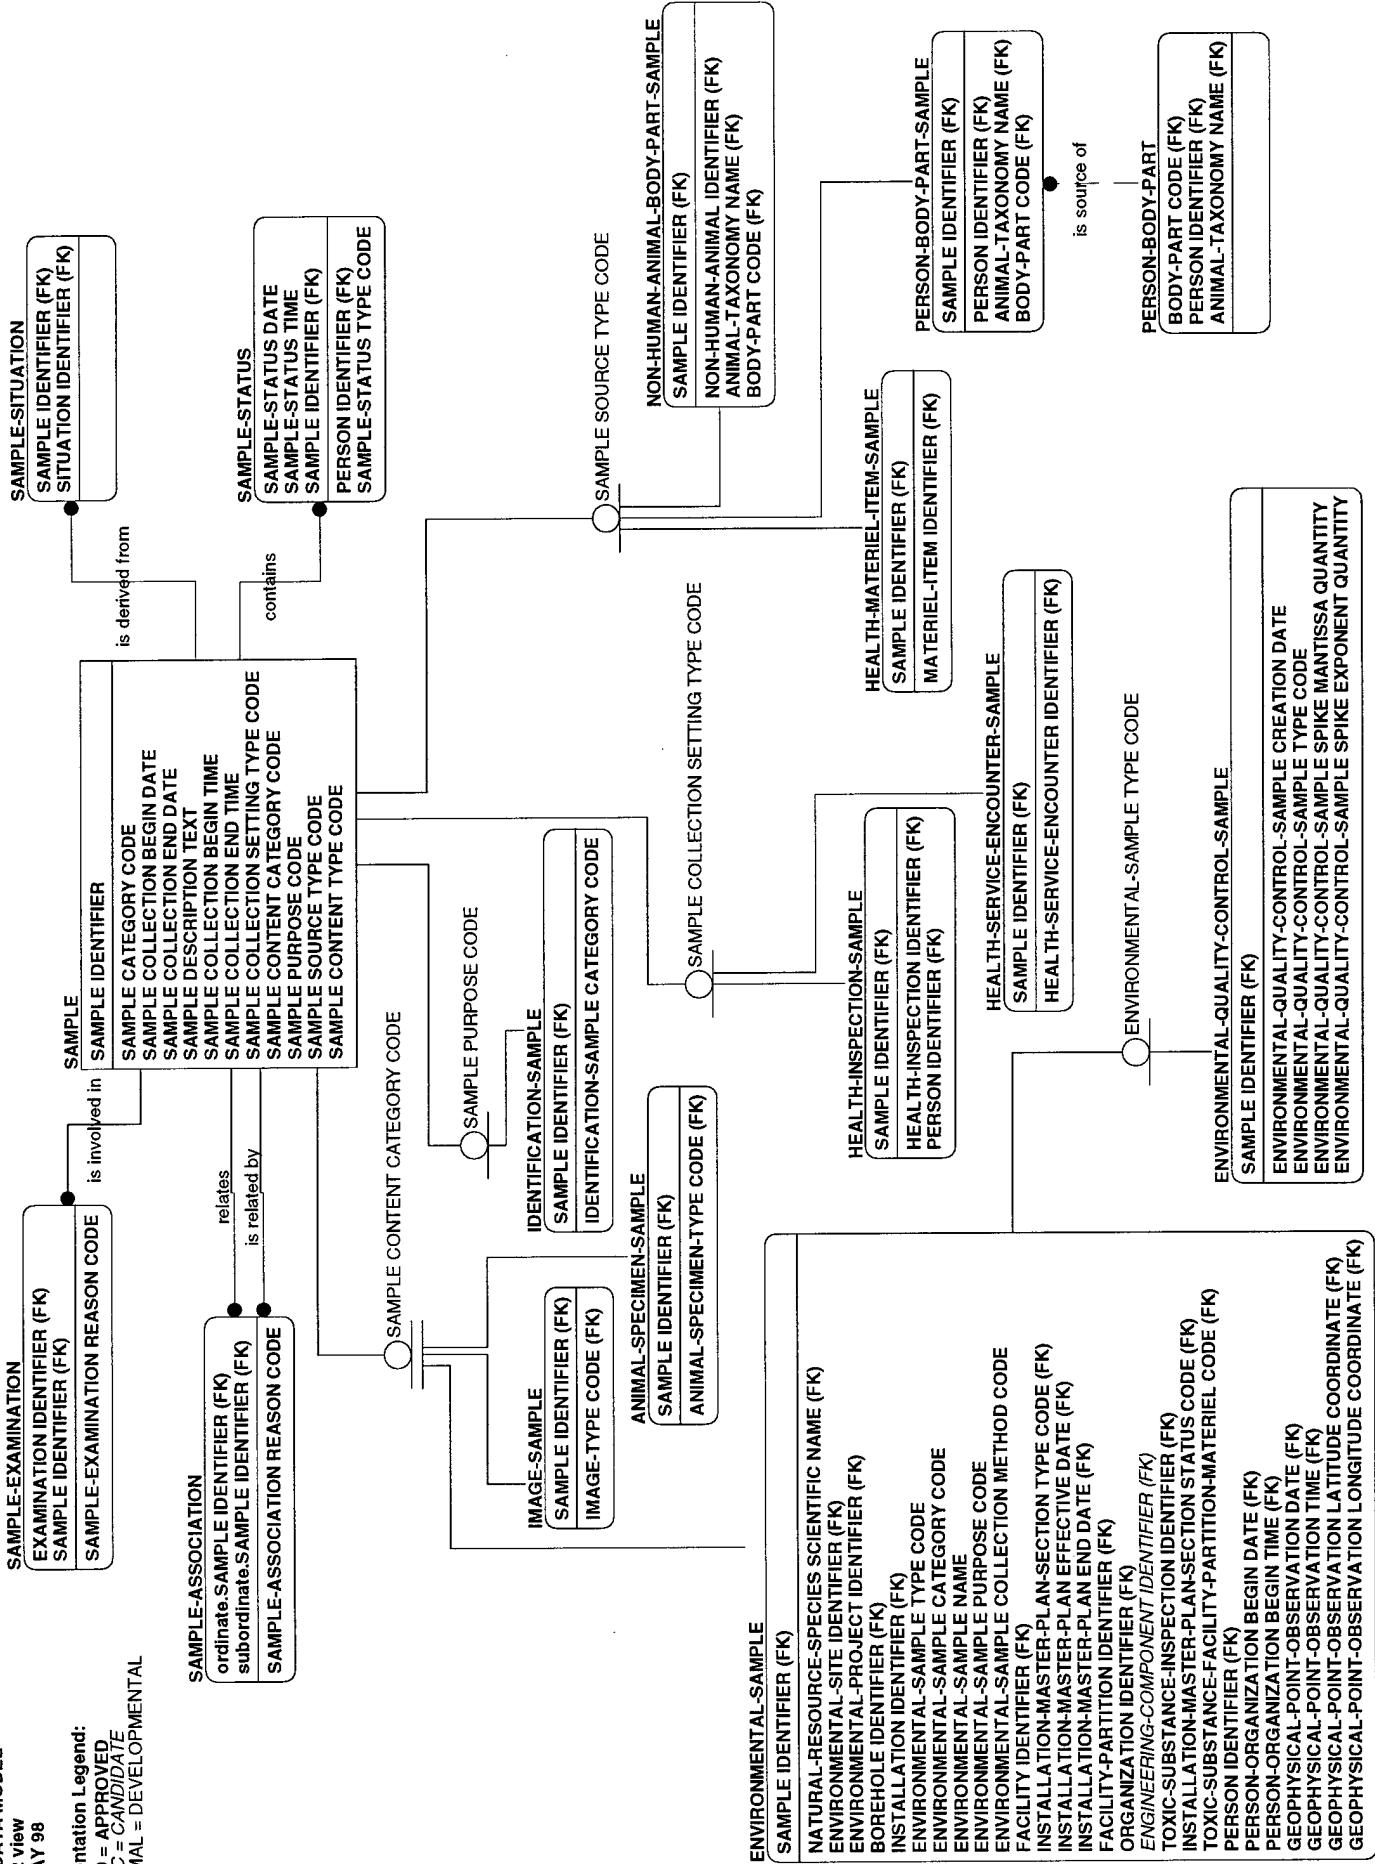 DATA MODEL
view
AY 98
ntation Legend:
= APPROVED
C = CANDIDATE
MAL = DEVELOPMENTAL
SAMPLE-EXAMINATION
EXAMINATION IDENTIFIER (FK)
SAMPLE IDENTIFIER (FK)
SAMPLE-EXAMINATION REASON CODE
is involved in
SAMPLE-ASSOCIATION
ordinate.SAMPLE IDENTIFIER (FK)
subordinate.SAMPLE IDENTIFIER (FK)
SAMPLE-ASSOCIATION REASON CODE
relates
is related by
SAMPLE
SAMPLE IDENTIFIER
SAMPLE CATEGORY CODE
SAMPLE COLLECTION BEGIN DATE
SAMPLE COLLECTION END DATE
SAMPLE DESCRIPTION TEXT
SAMPLE COLLECTION BEGIN TIME
SAMPLE COLLECTION END TIME
SAMPLE COLLECTION SETTING TYPE CODE
SAMPLE CONTENT CATEGORY CODE
SAMPLE PURPOSE CODE
SAMPLE SOURCE TYPE CODE
SAMPLE CONTENT TYPE CODE
is derived from
SAMPLE-SITUATION
SAMPLE IDENTIFIER (FK)
SITUATION IDENTIFIER (FK)
contains
SAMPLE-STATUS
SAMPLE-STATUS DATE
SAMPLE-STATUS TIME
SAMPLE IDENTIFIER (FK)
PERSON IDENTIFIER (FK)
SAMPLE-STATUS TYPE CODE
SAMPLE CONTENT CATEGORY CODE
IMAGE-SAMPLE
SAMPLE IDENTIFIER (FK)
IMAGE-TYPE CODE (FK)
ANIMAL-SPECIMEN-SAMPLE
SAMPLE IDENTIFIER (FK)
ANIMAL-SPECIMEN-TYPE CODE (FK)
SAMPLE PURPOSE CODE
IDENTIFICATION-SAMPLE
SAMPLE IDENTIFIER (FK)
IDENTIFICATION-SAMPLE CATEGORY CODE
SAMPLE COLLECTION SETTING TYPE CODE
HEALTH-INSPECTION-SAMPLE
SAMPLE IDENTIFIER (FK)
HEALTH-INSPECTION IDENTIFIER (FK)
PERSON IDENTIFIER (FK)
HEALTH-SERVICE-ENCOUNTER-SAMPLE
SAMPLE IDENTIFIER (FK)
HEALTH-SERVICE-ENCOUNTER IDENTIFIER (FK)
SAMPLE SOURCE TYPE CODE
NON-HUMAN-ANIMAL-BODY-PART-SAMPLE
SAMPLE IDENTIFIER (FK)
NON-HUMAN-ANIMAL IDENTIFIER (FK)
ANIMAL-TAXONOMY NAME (FK)
BODY-PART CODE (FK)
HEALTH-MATERIEL-ITEM-SAMPLE
SAMPLE IDENTIFIER (FK)
MATERIEL-ITEM IDENTIFIER (FK)
PERSON-BODY-PART-SAMPLE
SAMPLE IDENTIFIER (FK)
PERSON IDENTIFIER (FK)
ANIMAL-TAXONOMY NAME (FK)
BODY-PART CODE (FK)
is source of
PERSON-BODY-PART
BODY-PART CODE (FK)
PERSON IDENTIFIER (FK)
ANIMAL-TAXONOMY NAME (FK)
ENVIRONMENTAL-SAMPLE
SAMPLE IDENTIFIER (FK)
NATURAL-RESOURCE-SPECIES SCIENTIFIC NAME (FK)
ENVIRONMENTAL-SITE IDENTIFIER (FK)
ENVIRONMENTAL-PROJECT IDENTIFIER (FK)
BOREHOLE IDENTIFIER (FK)
INSTALLATION IDENTIFIER (FK)
ENVIRONMENTAL-SAMPLE TYPE CODE
ENVIRONMENTAL-SAMPLE CATEGORY CODE
ENVIRONMENTAL-SAMPLE NAME
ENVIRONMENTAL-SAMPLE PURPOSE CODE
ENVIRONMENTAL-SAMPLE COLLECTION METHOD CODE
FACILITY IDENTIFIER (FK)
INSTALLATION-MASTER-PLAN-SECTION TYPE CODE (FK)
INSTALLATION-MASTER-PLAN EFFECTIVE DATE (FK)
INSTALLATION-MASTER-PLAN END DATE (FK)
FACILITY-PARTITION IDENTIFIER (FK)
ORGANIZATION IDENTIFIER (FK)
ENGINEERING-COMPONENT IDENTIFIER (FK)
TOXIC-SUBSTANCE-INSPECTION IDENTIFIER (FK)
INSTALLATION-MASTER-PLAN-SECTION STATUS CODE (FK)
TOXIC-SUBSTANCE-FACILITY-PARTITION-MATERIEL CODE (FK)
PERSON IDENTIFIER (FK)
PERSON-ORGANIZATION BEGIN DATE (FK)
PERSON-ORGANIZATION BEGIN TIME (FK)
GEOPHYSICAL-POINT-OBSERVATION DATE (FK)
GEOPHYSICAL-POINT-OBSERVATION TIME (FK)
GEOPHYSICAL-POINT-OBSERVATION LATITUDE COORDINATE (FK)
GEOPHYSICAL-POINT-OBSERVATION LONGITUDE COORDINATE (FK)
ENVIRONMENTAL-SAMPLE TYPE CODE
ENVIRONMENTAL-QUALITY-CONTROL-SAMPLE
SAMPLE IDENTIFIER (FK)
ENVIRONMENTAL-QUALITY-CONTROL-SAMPLE CREATION DATE
ENVIRONMENTAL-QUALITY-CONTROL-SAMPLE TYPE CODE
ENVIRONMENTAL-QUALITY-CONTROL-SAMPLE SPIKE MANTISSA QUANTITY
ENVIRONMENTAL-QUALITY-CONTROL-SAMPLE SPIKE EXPONENT QUANTITY